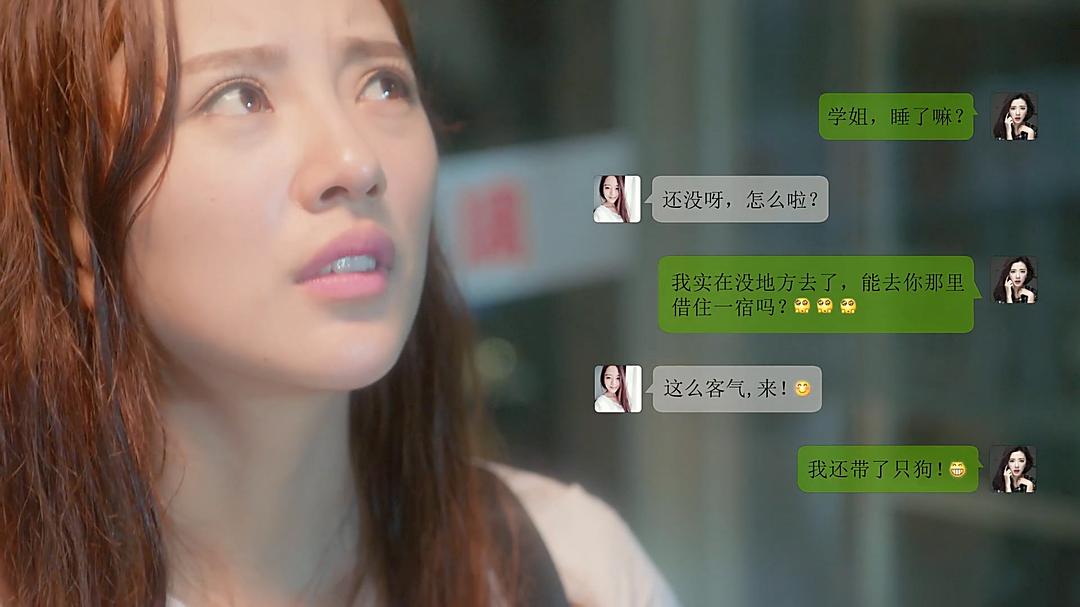 学姐，睡了嘛？
还没呀，怎么啦？
我实在没地方去了，能去你那里
借住一宿吗？
这么客气,来！
我还带了只狗！